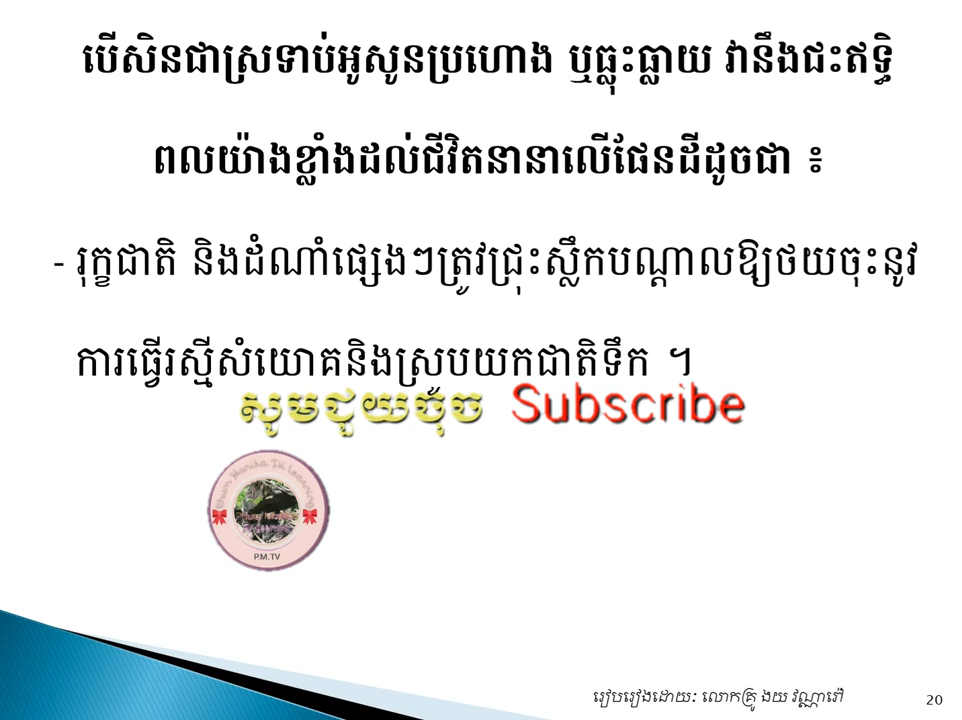 បើសិនជាស្រទាប់អូសូនប្រហោង ឬធ្លុះធ្លាយ វានឹងជះឥទ្ធិ
ពលយ៉ាងខ្លាំងដល់ជីវិតនានាលើផែនដីដូចជា ៖
- រុក្ខជាតិ និងដំណាំផ្សេងៗត្រូវជ្រុះស្លឹកបណ្តាលឱ្យថយចុះនូវ
ការធ្វើរស្មីសំយោគនិងស្រូបយកជាតិទឹក ។
សូមជួយចុច Subscribe
P.M.TV
រៀបរៀងដោយ: លោកគ្រូ ងយ វណ្ណារ៉ើ 20